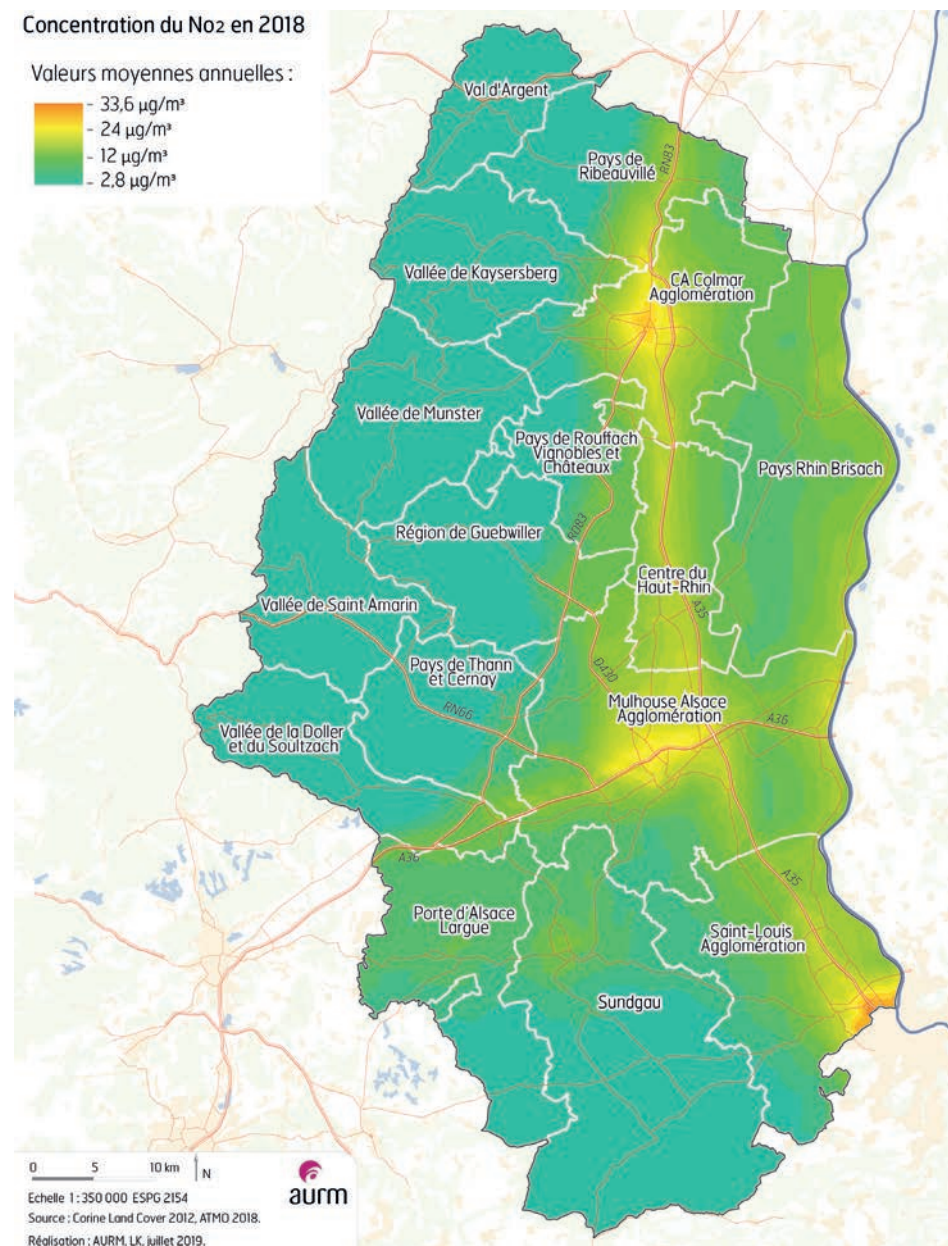 Concentration du No2 en 2018
Valeurs moyennes annuelles :
- 33,6 µg/m³
- 24 µg/m³
- 12 µg/m³
- 2,8 µg/m³
Val d'Argent
Pays de
Ribeauvillé
RN83
Vallée de Kaysersberg
CA Colmar
Agglomération
Vallée de Munster
Pays de Rouffach
Vignobles et
Châteaux
Pays Rhin Brisach
Région de Guebwiller
RD83
Centre du
Haut-Rhin
A35
Vallée de Saint Amarin
Pays de Thann
et Cernay
D430
RN66
Mulhouse Alsace
Agglomération
A36
Vallée de la Doller
et du Soultzach
A36
A35
Porte d'Alsace
Largue
Saint-Louis
Agglomération
Sundgau
0 5 10 km N
aurm
Echelle 1 : 350 000 ESPG 2154
Source : Corine Land Cover 2012, ATMO 2018.
Réalisation : AURM, LK, juillet 2019.